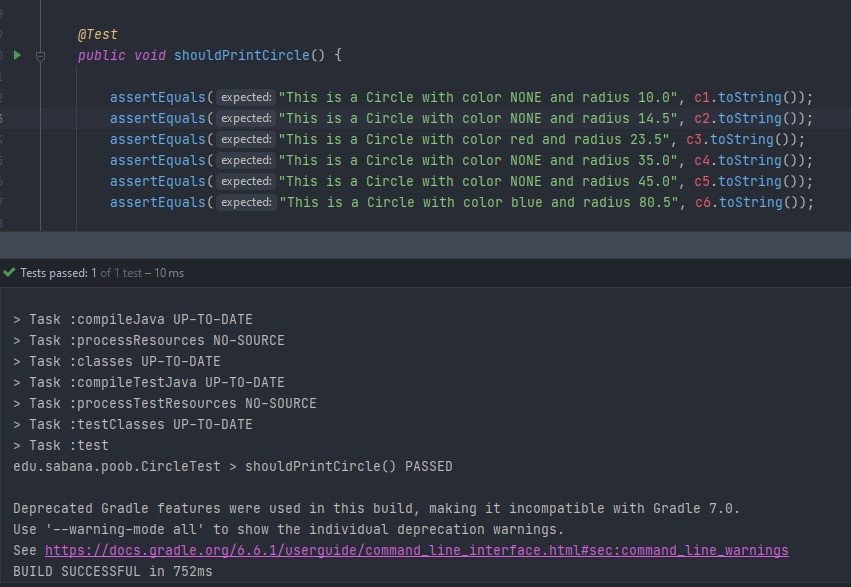 @Test
public void shouldPrintCircle() {
assertEquals( expected: "This is a Circle with color NONE and radius 10.0", c1.toString());
assertEquals( expected: "This is a Circle with color NONE and radius 14.5", c2.toString());
assertEquals( expected: "This is a Circle with color red and radius 23.5", c3.toString());
assertEquals( expected: "This is a Circle with color NONE and radius 35.0", c4.toString());
assertEquals( expected: "This is a Circle with color NONE and radius 45.0", c5.toString());
assertEquals( expected: "This is a Circle with color blue and radius 80.5", c6.toString());
Tests passed: 1 of 1 test – 10 ms
> Task :compileJava UP-TO-DATE
> Task :processResources NO-SOURCE
> Task :classes UP-TO-DATE
> Task :compileTestJava UP-TO-DATE
> Task :processTestResources NO-SOURCE
> Task :testClasses UP-TO-DATE
> Task :test
edu.sabana.poob.CircleTest > shouldPrintCircle() PASSED
Deprecated Gradle features were used in this build, making it incompatible with Gradle 7.0.
Use '--warning-mode all' to show the individual deprecation warnings.
See https://docs.gradle.org/6.6.1/userguide/command_line_interface.html#sec:command_line_warnings
BUILD SUCCESSFUL in 752ms